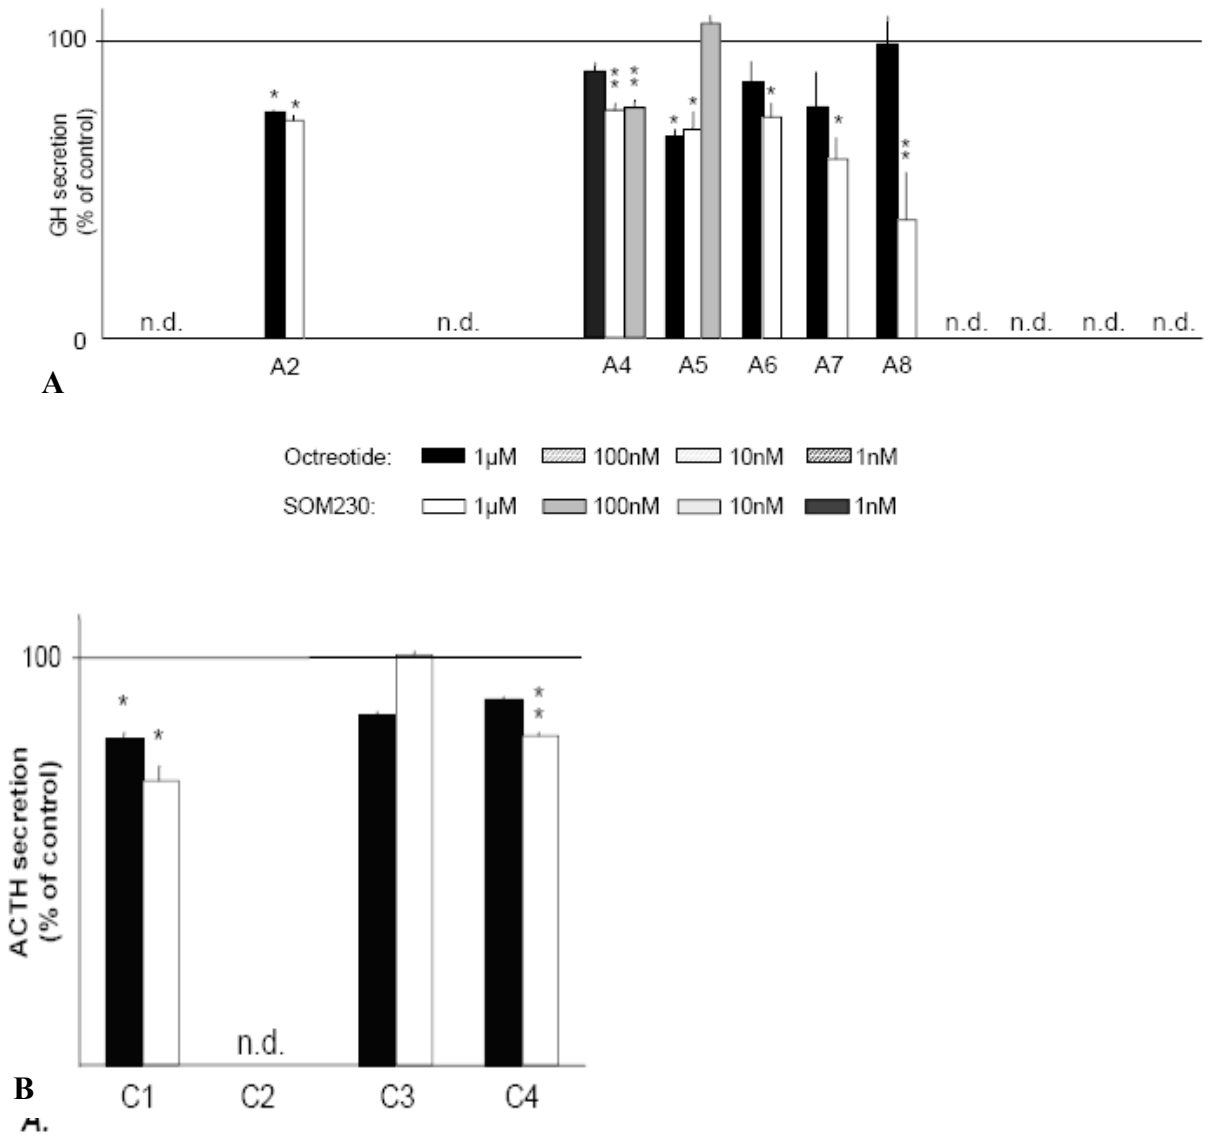 100
GH secretion
(% of control)
* * ** ** * * * * **
n.d. n.d. n.d. n.d. n.d. n.d.
0
A2 A4 A5 A6 A7 A8
A
Octreotide: 1µM 100nM 10nM 1nM
SOM230: 1µM 100nM 10nM 1nM
100
ACTH secretion
(% of control)
* * **
n.d.
C1 C2 C3 C4
B
A.